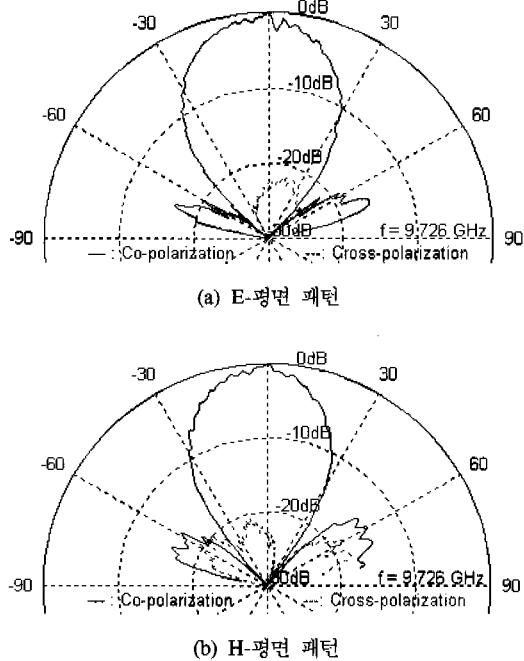 0dB
-30 30
-10dB
-60 60
-20dB
-90 -30dB f = 9.726 GHz 90
— : Co-polarization ---: Cross-polarization
(a) E-평면 패턴
0dB
-30 30
-10dB
-60 60
-20dB
-90 -30dB f = 9.726 GHz 90
— : Co-polarization ---: Cross-polarization
(b) H-평면 패턴